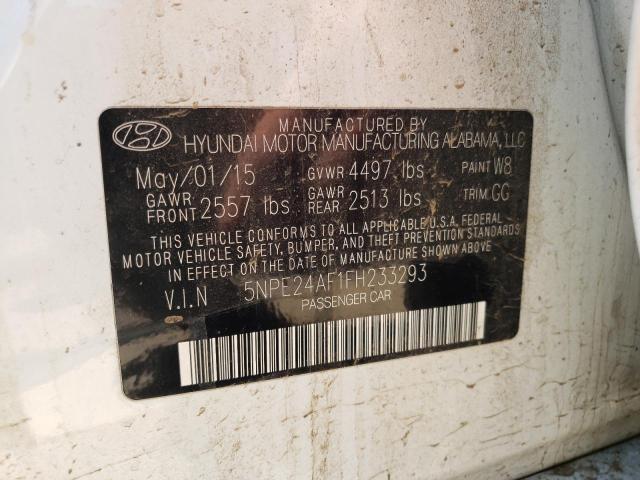 MANUFACTURED BY
HYUNDAI MOTOR MANUFACTURING ALABAMA, LLC
May/01/15 GVWR 4497 lbs PAINT W8
GAWR FRONT 2557 lbs GAWR REAR 2513 lbs TRIM GG
THIS VEHICLE CONFORMS TO ALL APPLICABLE U.S.A. FEDERAL
MOTOR VEHICLE SAFETY, BUMPER, AND THEFT PREVENTION STANDARDS
IN EFFECT ON THE DATE OF MANUFACTURE SHOWN ABOVE.
V.I.N 5NPE24AF1FH233293
PASSENGER CAR